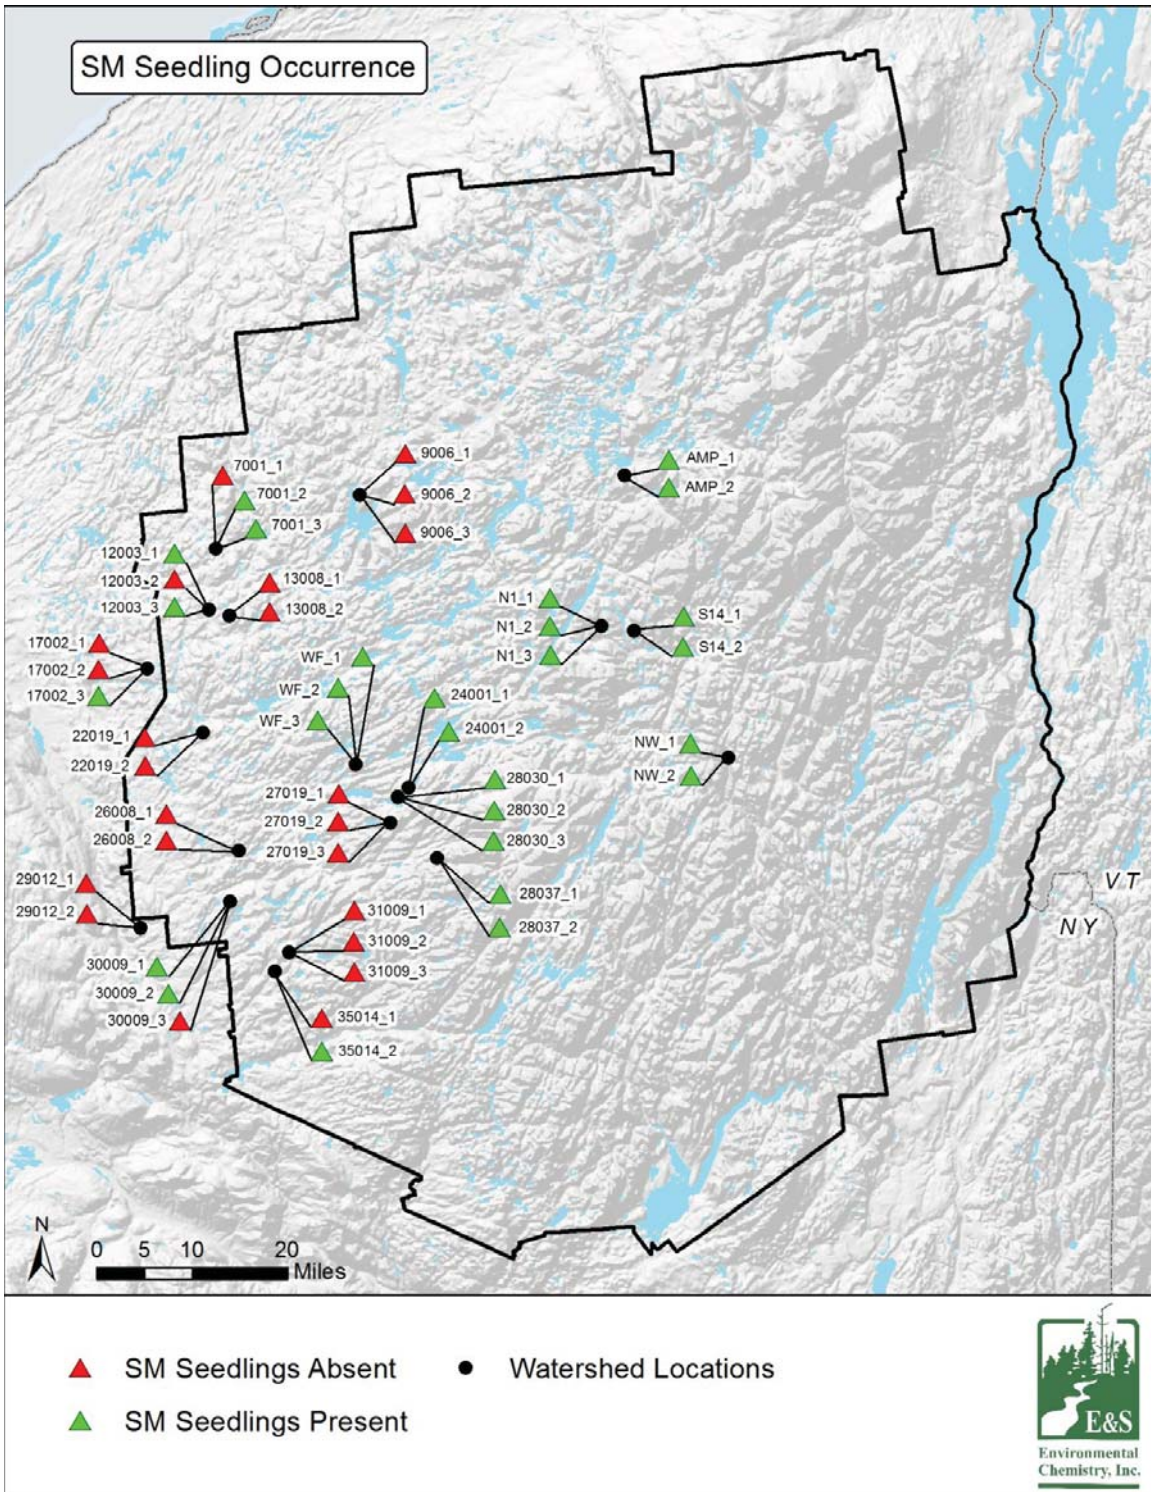 SM Seedling Occurrence
9006_1
7001_1
AMP_1
7001_2
9006_2
AMP_2
7001_3
9006_3
12003_1
12003_2
13008_1
12003_3
13008_2
N1_1
S14_1
N1_2
17002_1
S14_2
N1_3
WF_1
17002_2
WF_2
24001_1
17002_3
WF_3
24001_2
22019_1
NW_1
22019_2
NW_2
28030_1
27019_1
26008_1
28030_2
27019_2
26008_2
28030_3
27019_3
29012_1
VT
28037_1
29012_2
31009_1
NY
28037_2
31009_2
30009_1
31009_3
30009_2
30009_3
35014_1
35014_2
N
0 5 10 20
Miles
SM Seedlings Absent
Watershed Locations
SM Seedlings Present
E&S
Environmental
Chemistry, Inc.